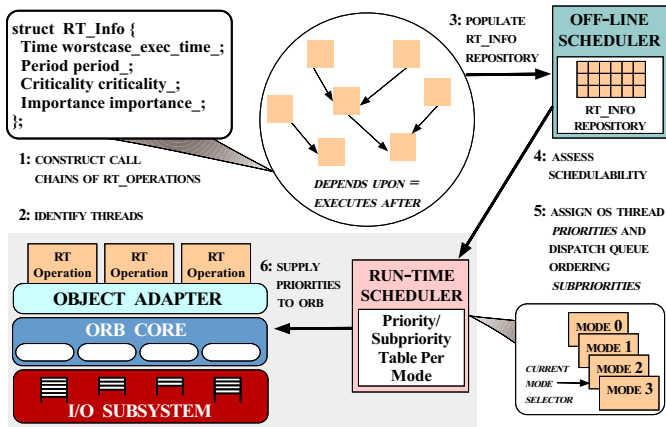 struct RT_Info {
Time worstcase_exec_time_;
Period period_;
Criticality criticality_;
Importance importance_;
};
1: CONSTRUCT CALL
CHAINS OF RT_OPERATIONS
2: IDENTIFY THREADS
DEPENDS UPON =
EXECUTES AFTER
3: POPULATE
RT_INFO
REPOSITORY
OFF-LINE
SCHEDULER
RT_INFO
REPOSITORY
4: ASSESS
SCHEDULABILITY
5: ASSIGN OS THREAD
PRIORITIES AND
DISPATCH QUEUE
ORDERING
SUBPRIORITIES
RT
Operation
RT
Operation
RT
Operation
OBJECT ADAPTER
ORB CORE
I/O SUBSYSTEM
6: SUPPLY
PRIORITIES
TO ORB
RUN-TIME
SCHEDULER
Priority/
Subpriority
Table Per
Mode
MODE 0
MODE 1
MODE 2
MODE 3
CURRENT
MODE
SELECTOR